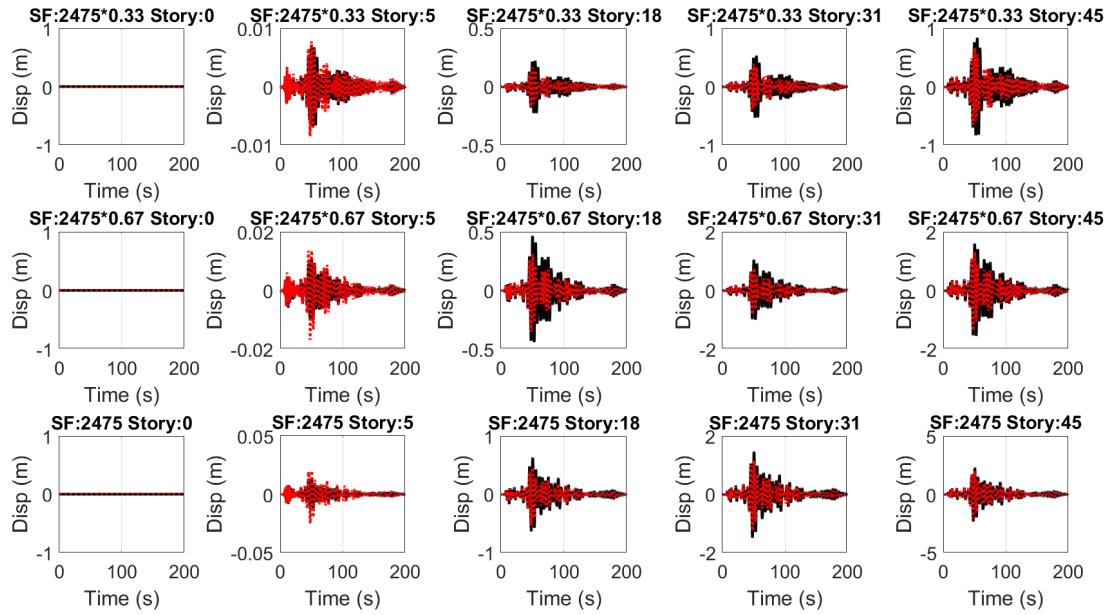 SF:2475*0.33 Story:0 SF:2475*0.33 Story:5 SF:2475*0.33 Story:18 SF:2475*0.33 Story:31 SF:2475*0.33 Story:45
1 0.01 0.5 1 1
Disp (m) Disp (m) Disp (m) Disp (m) Disp (m)
0 0 0 0 0
-1 -0.01 -0.5 -1 -1
0 100 200 0 100 200 0 100 200 0 100 200 0 100 200
Time (s) Time (s) Time (s) Time (s) Time (s)
SF:2475*0.67 Story:0 SF:2475*0.67 Story:5 SF:2475*0.67 Story:18 SF:2475*0.67 Story:31 SF:2475*0.67 Story:45
1 0.02 0.5 2 2
Disp (m) Disp (m) Disp (m) Disp (m) Disp (m)
0 0 0 0 0
-1 -0.02 -0.5 -2 -2
0 100 200 0 100 200 0 100 200 0 100 200 0 100 200
Time (s) Time (s) Time (s) Time (s) Time (s)
SF:2475 Story:0 SF:2475 Story:5 SF:2475 Story:18 SF:2475 Story:31 SF:2475 Story:45
1 0.05 1 2 5
Disp (m) Disp (m) Disp (m) Disp (m) Disp (m)
0 0 0 0 0
-1 -0.05 -1 -2 -5
0 100 200 0 100 200 0 100 200 0 100 200 0 100 200
Time (s) Time (s) Time (s) Time (s) Time (s)